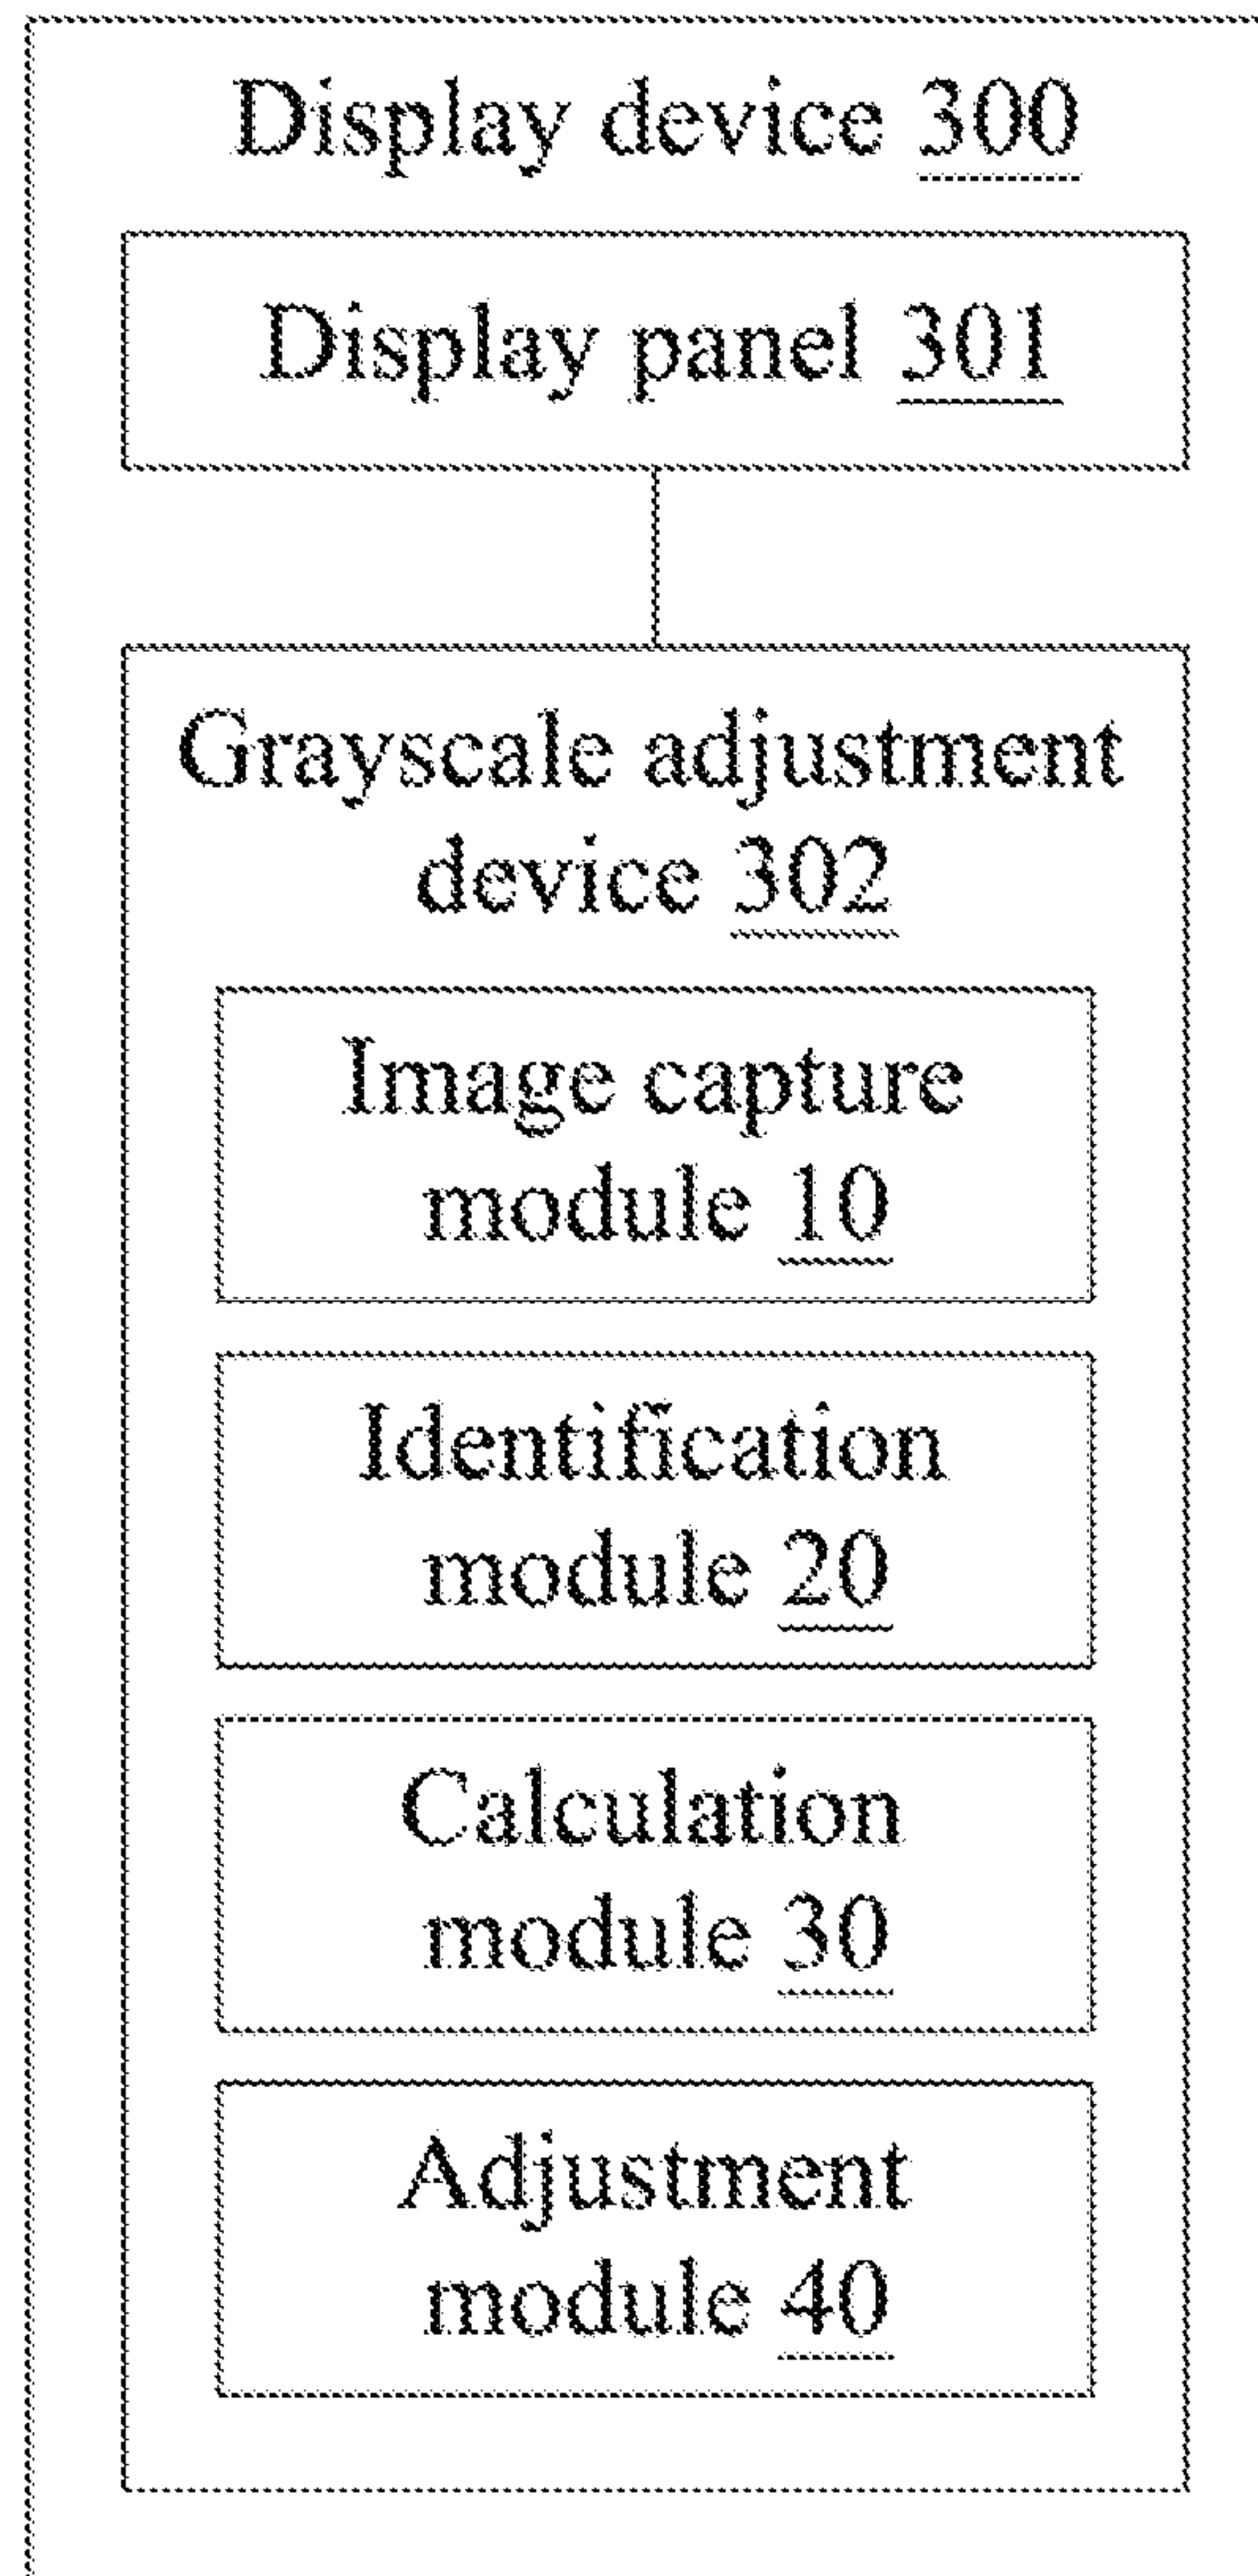 Display device 300
Display panel 301
Grayscale adjustment
device 302
Image capture
module 10
Identification
module 20
Calculation
module 30
Adjustment
module 40